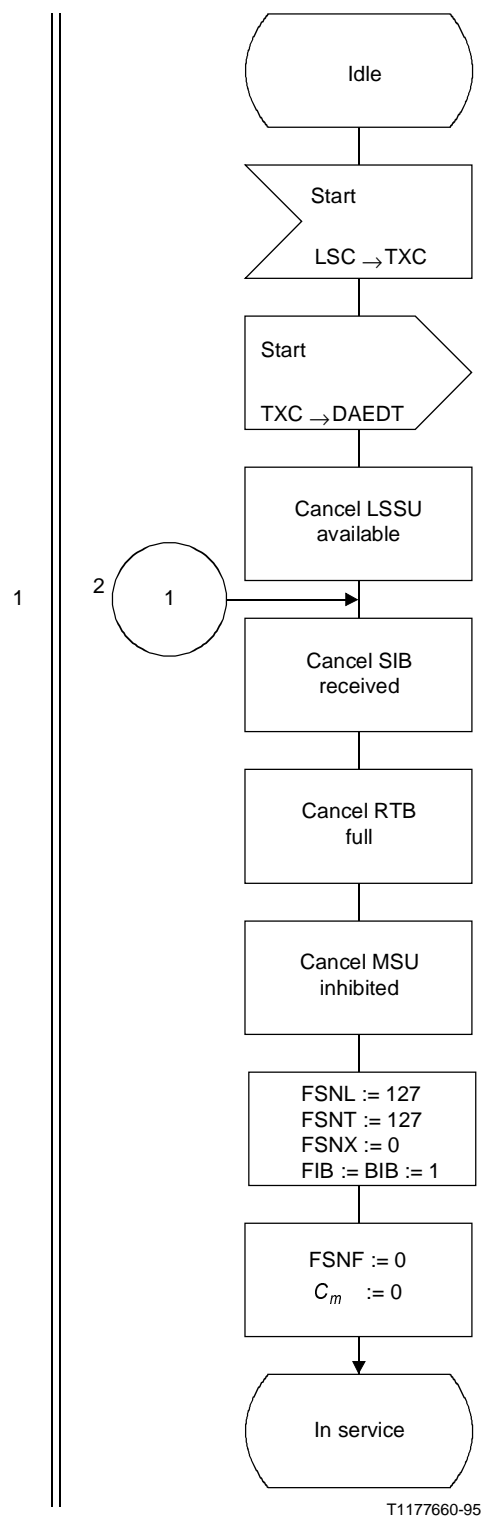 Idle
Start
LSC → TXC
Start
TXC → DAEDT
Cancel LSSU
available
1
2
1
Cancel SIB
received
Cancel RTB
full
Cancel MSU
inhibited
FSNL := 127
FSNT := 127
FSNX := 0
FIB := BIB := 1
FSNF := 0
Cm := 0
In service
T1177660-95